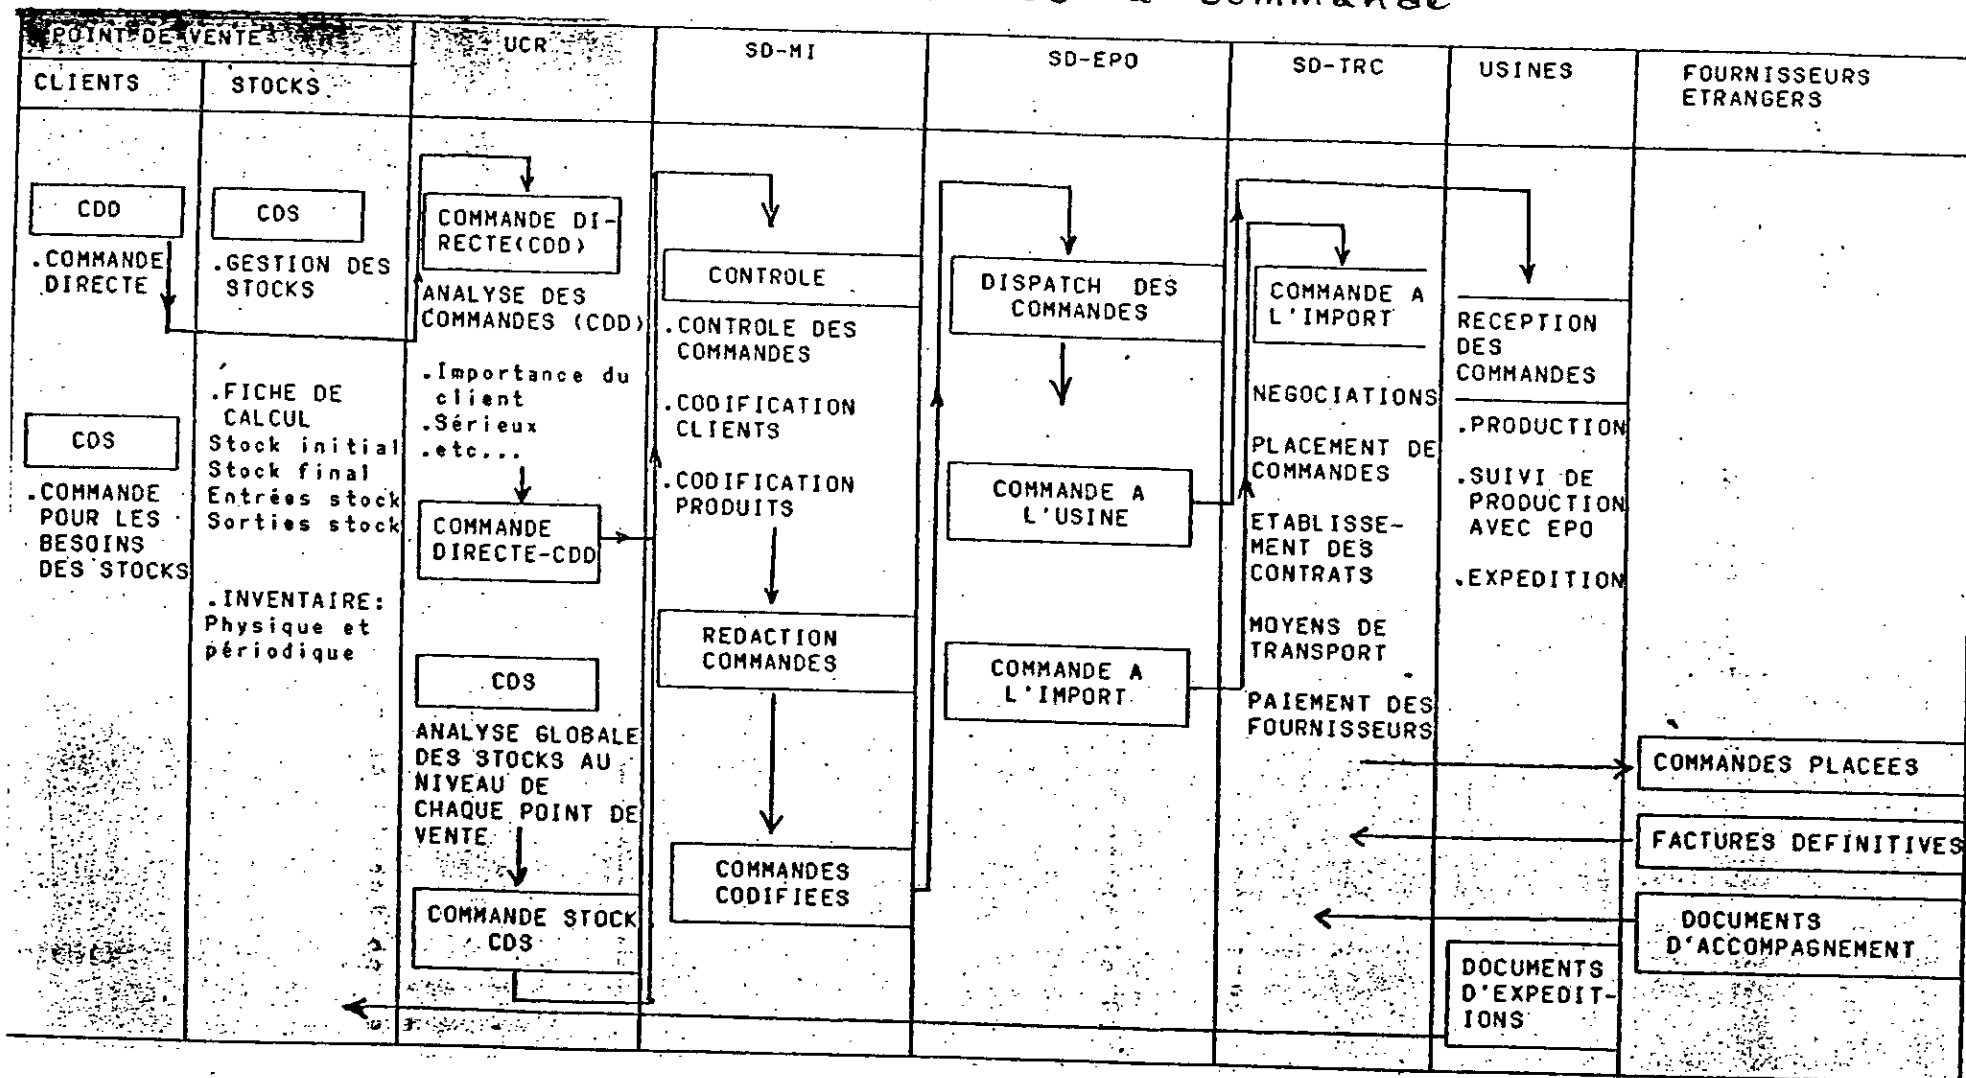 commande
POINT DE VENTE
CLIENTS
STOCKS
UCR
SD-MI
SD-EPO
SD-TRC
USINES
FOURNISSEURS
ETRANGERS
CDD
.COMMANDE
DIRECTE
CDS
.COMMANDE
POUR LES
BESOINS
DES STOCKS
CDS
.GESTION DES
STOCKS
.FICHE DE
CALCUL
Stock initial
Stock final
Entrées stock
Sorties stock
.INVENTAIRE:
Physique et
périodique
COMMANDE DI-
RECTE(CDD)
ANALYSE DES
COMMANDES (CDD)
.Importance du
client
.Sérieux
.etc...
COMMANDE
DIRECTE-CDD
CDS
ANALYSE GLOBALE
DES STOCKS AU
NIVEAU DE
CHAQUE POINT DE
VENTE
COMMANDE STOCK
CDS
CONTROLE
.CONTROLE DES
COMMANDES
.CODIFICATION
CLIENTS
.CODIFICATION
PRODUITS
REDACTION
COMMANDES
COMMANDES
CODIFIEES
DISPATCH DES
COMMANDES
COMMANDE A
L'USINE
COMMANDE A
L'IMPORT
COMMANDE A
L'IMPORT
NEGOCIATIONS
PLACEMENT DE
COMMANDES
ETABLISSE-
MENT DES
CONTRATS
MOYENS DE
TRANSPORT
PAIEMENT DES
FOURNISSEURS
RECEPTION
DES
COMMANDES
.PRODUCTION
.SUIVI DE
PRODUCTION
AVEC EPO
.EXPEDITION
DOCUMENTS
D'EXPEDIT-
IONS
COMMANDES PLACEES
FACTURES DEFINITIVES
DOCUMENTS
D'ACCOMPAGNEMENT